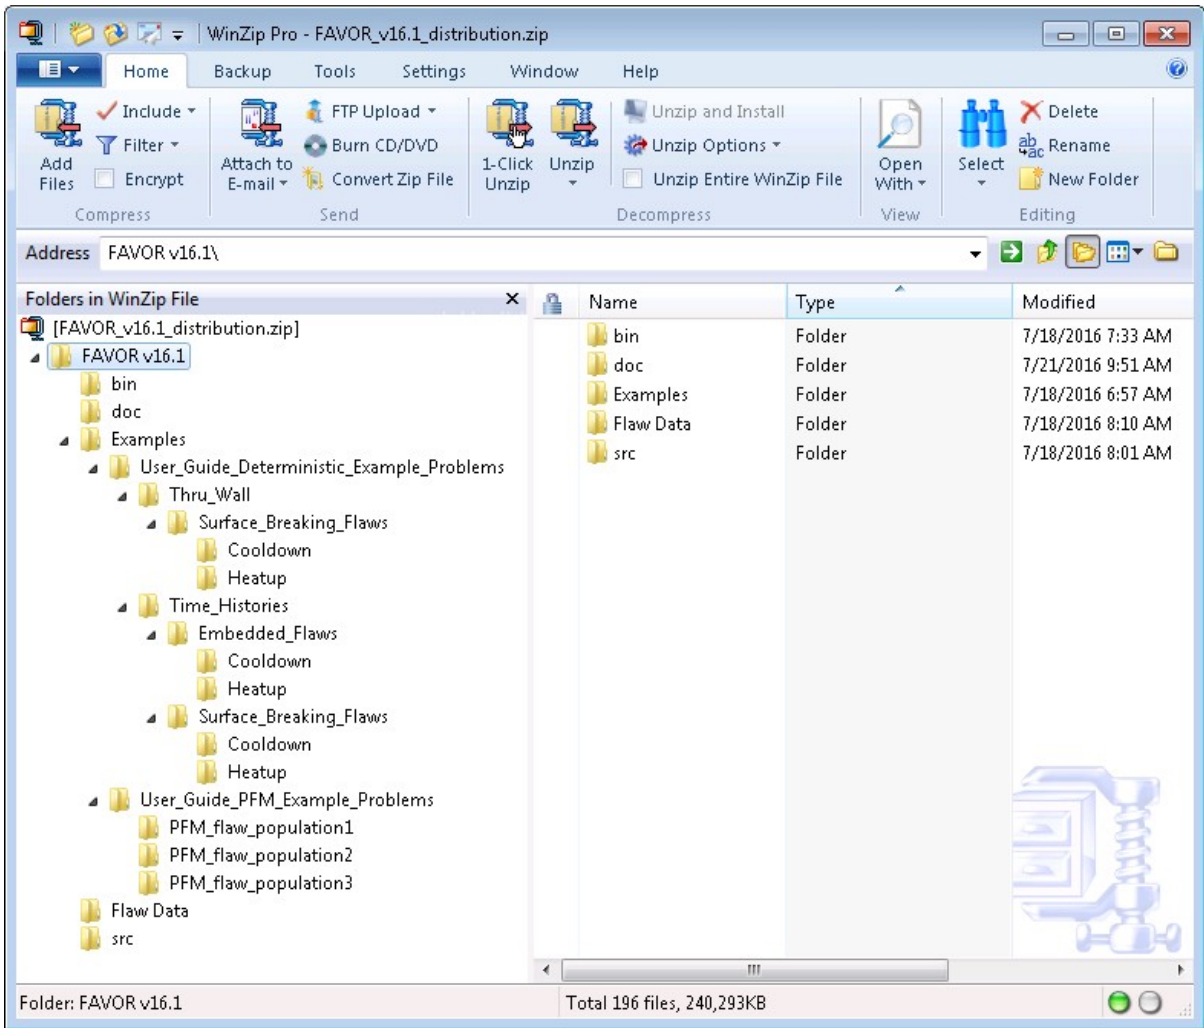 WinZip Pro - FAVOR_v16.1_distribution.zip
Home Backup Tools Settings Window Help
Add Files
Include
Filter
Encrypt
Compress
Attach to E-mail
FTP Upload
Burn CD/DVD
Convert Zip File
Send
1-Click Unzip
Unzip
Unzip and Install
Unzip Options
Unzip Entire WinZip File
Decompress
Open With
View
Select
Delete
Rename
New Folder
Editing
Address FAVOR v16.1\
Folders in WinZip File
[FAVOR_v16.1_distribution.zip]
FAVOR v16.1
bin
doc
Examples
User_Guide_Deterministic_Example_Problems
Thru_Wall
Surface_Breaking_Flaws
Cooldown
Heatup
Time_Histories
Embedded_Flaws
Cooldown
Heatup
Surface_Breaking_Flaws
Cooldown
Heatup
User_Guide_PFM_Example_Problems
PFM_flaw_population1
PFM_flaw_population2
PFM_flaw_population3
Flaw Data
src
Name Type Modified
bin Folder 7/18/2016 7:33 AM
doc Folder 7/21/2016 9:51 AM
Examples Folder 7/18/2016 6:57 AM
Flaw Data Folder 7/18/2016 8:10 AM
src Folder 7/18/2016 8:01 AM
Folder: FAVOR v16.1
Total 196 files, 240,293KB